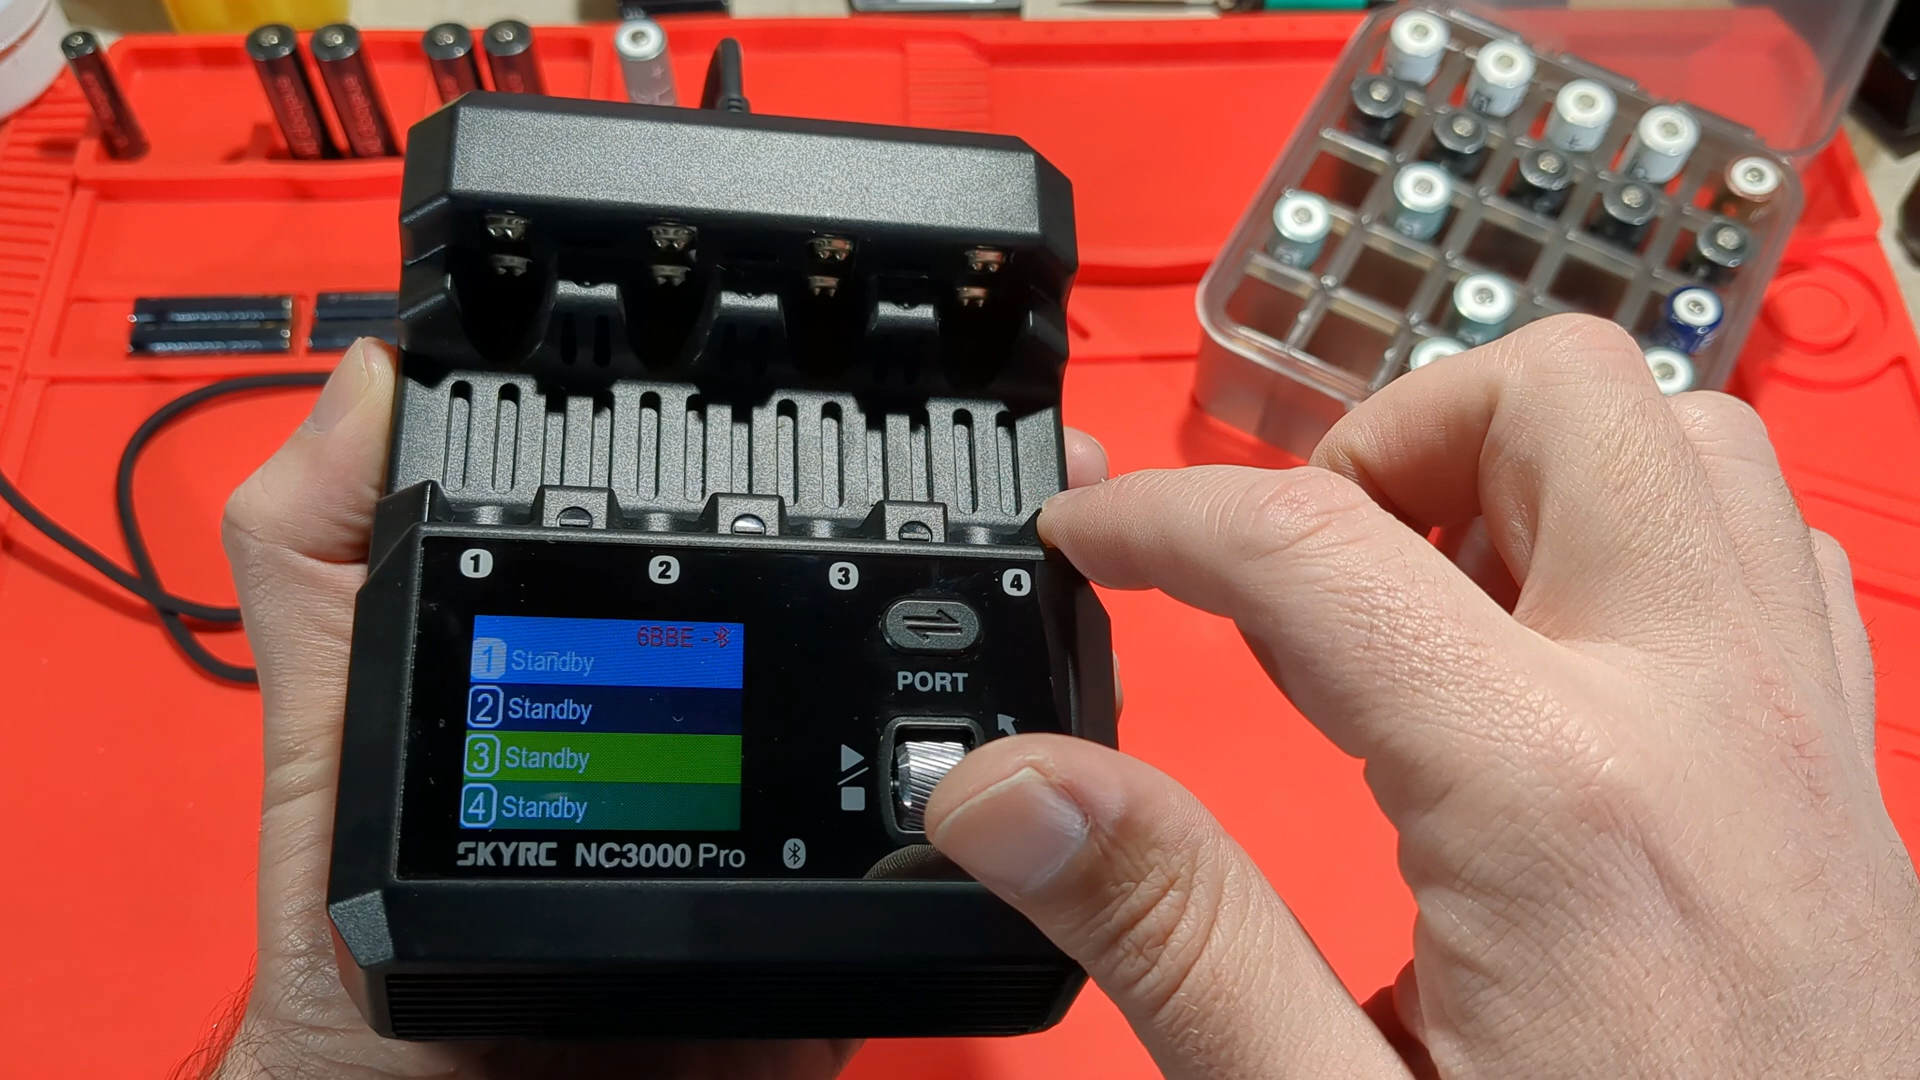 1
2
3
4
6BBE -
1 Standby
2 Standby
3 Standby
4 Standby
PORT
SKYRC NC3000 Pro